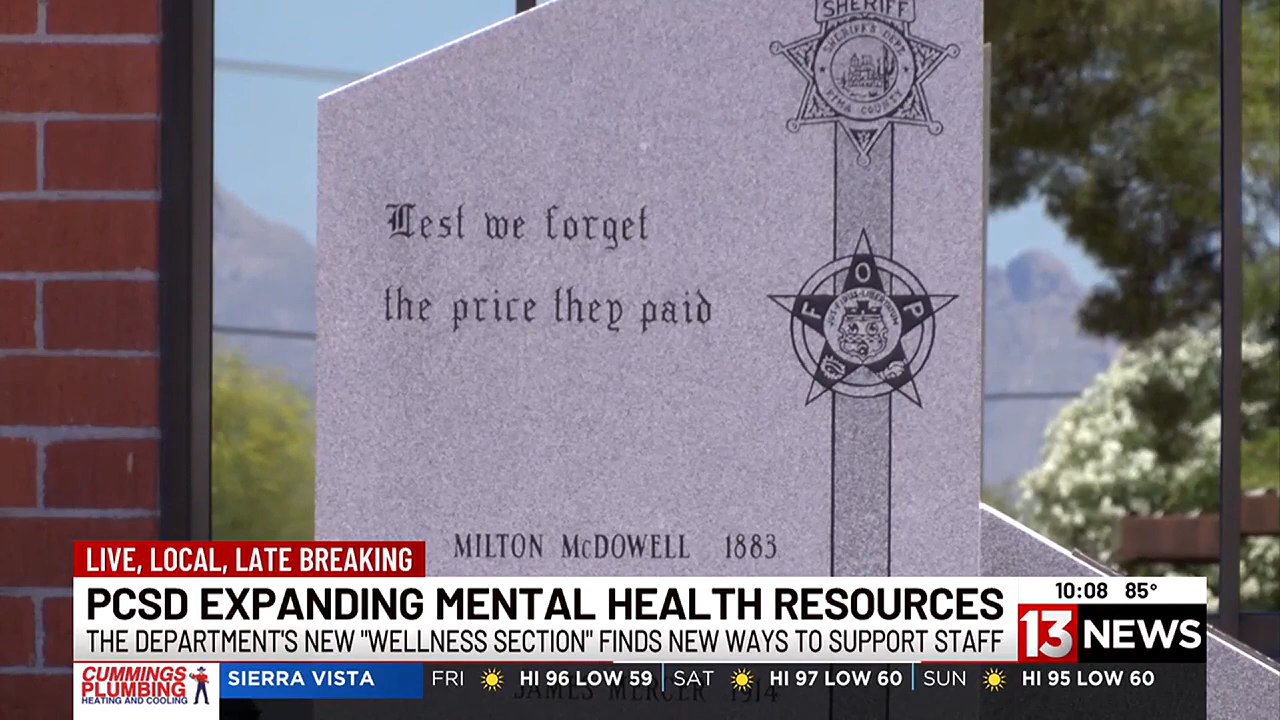 SHERIFF
SHERIFF'S DEPT.
PIMA COUNTY
Lest we forget
the price they paid
F O P
MILTON McDOWELL 1883
LIVE, LOCAL, LATE BREAKING
PCSD EXPANDING MENTAL HEALTH RESOURCES
THE DEPARTMENT'S NEW "WELLNESS SECTION" FINDS NEW WAYS TO SUPPORT STAFF
10:08 85°
13 NEWS
CUMMINGS
PLUMBING
HEATING AND COOLING
SIERRA VISTA
FRI HI 96 LOW 59 SAT HI 97 LOW 60 SUN HI 95 LOW 60
JAMES MERCER 1914